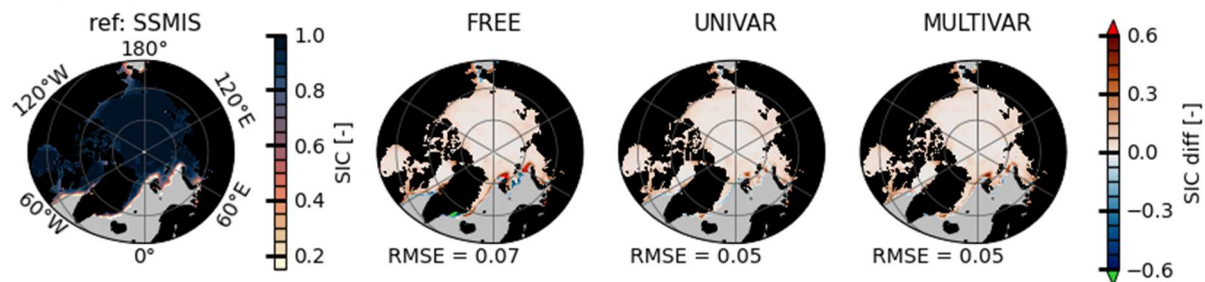 ref: SSMIS
FREE
UNIVAR
MULTIVAR
180°
120°W
120°E
60°W
60°E
0°
1.0
0.8
0.6
0.4
0.2
SIC [-]
RMSE = 0.07
RMSE = 0.05
RMSE = 0.05
0.6
0.3
0.0
−0.3
−0.6
SIC diff [-]